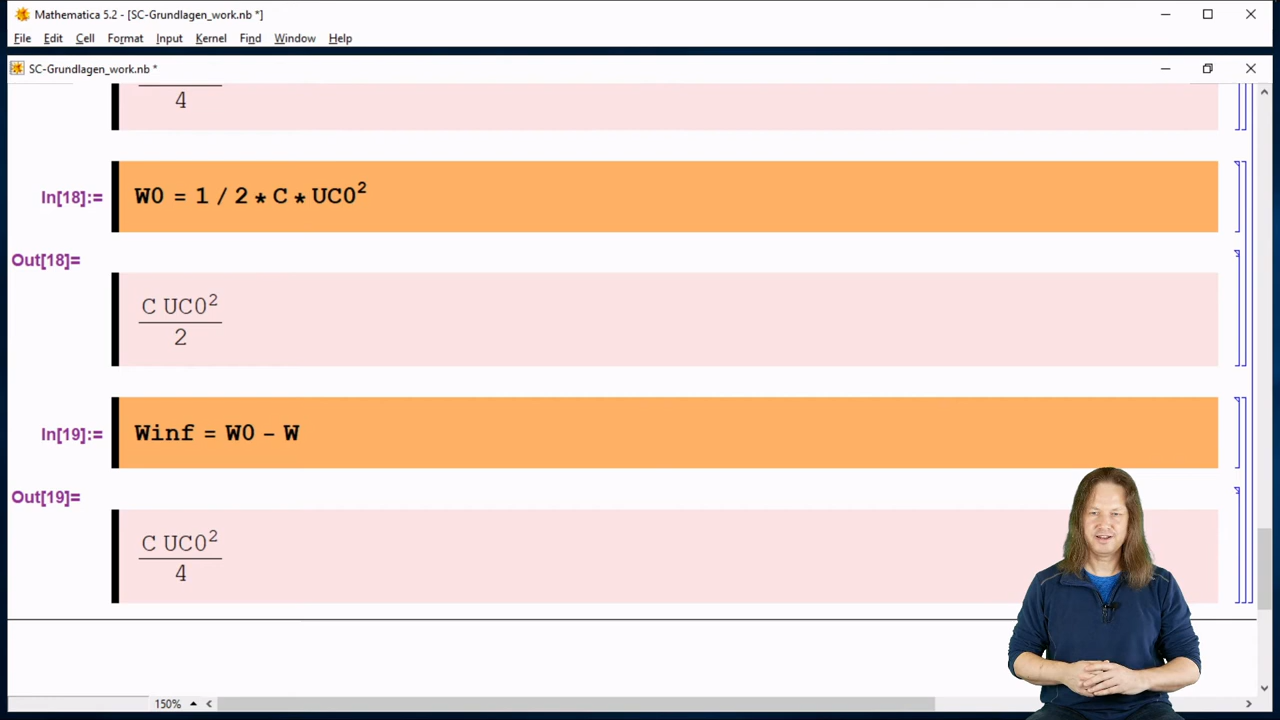 Mathematica 5.2 - [SC-Grundlagen_work.nb *]
File Edit Cell Format Input Kernel Find Window Help
SC-Grundlagen_work.nb *
4
In[18]:= W0 = 1 / 2 * C * UC0²
Out[18]=
C UC0²
2
In[19]:= Winf = W0 - W
Out[19]=
C UC0²
4
150%